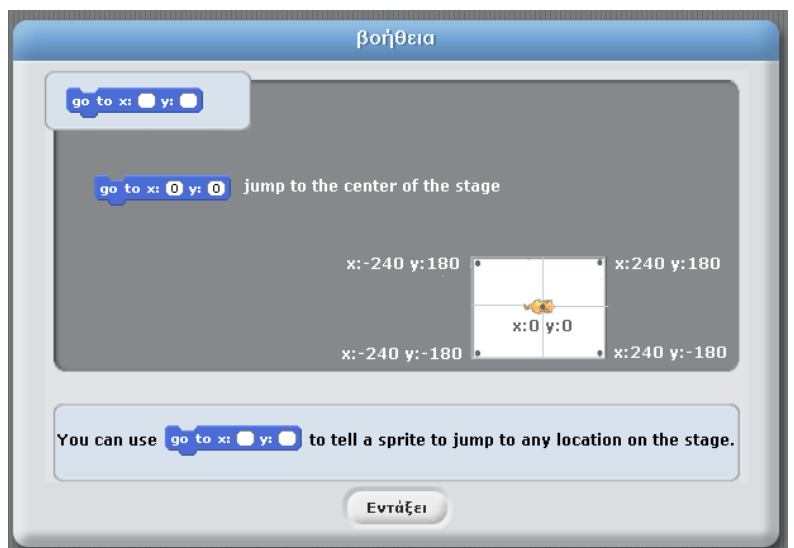 βοήθεια
go to x: y:
go to x: 0 y: 0 jump to the center of the stage
x:-240 y:180 x:240 y:180
x:0 y:0
x:-240 y:-180 x:240 y:-180
You can use go to x: y: to tell a sprite to jump to any location on the stage.
Εντάξει